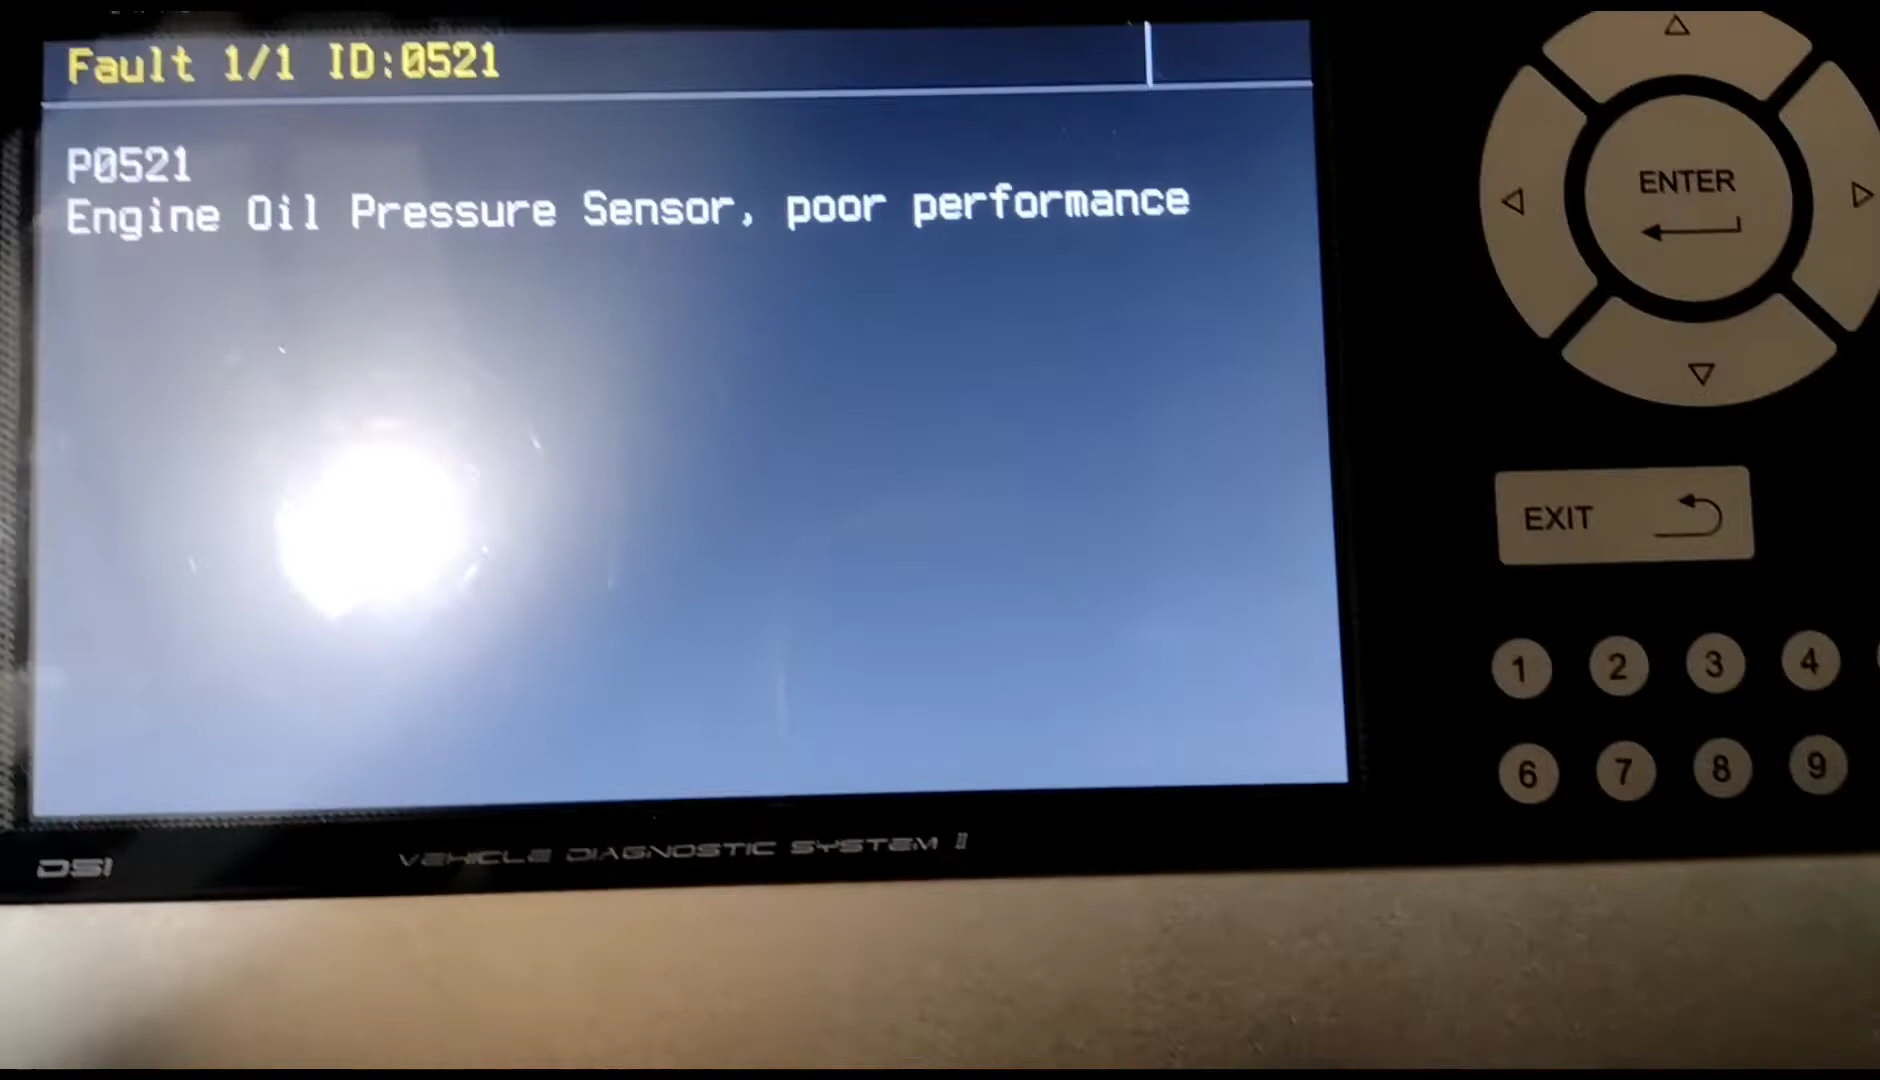 Fault 1/1 ID:0521
P0521
Engine Oil Pressure Sensor, poor performance
ENTER
EXIT
1 2 3 4
6 7 8 9
DSI
VEHICLE DIAGNOSTIC SYSTEM II